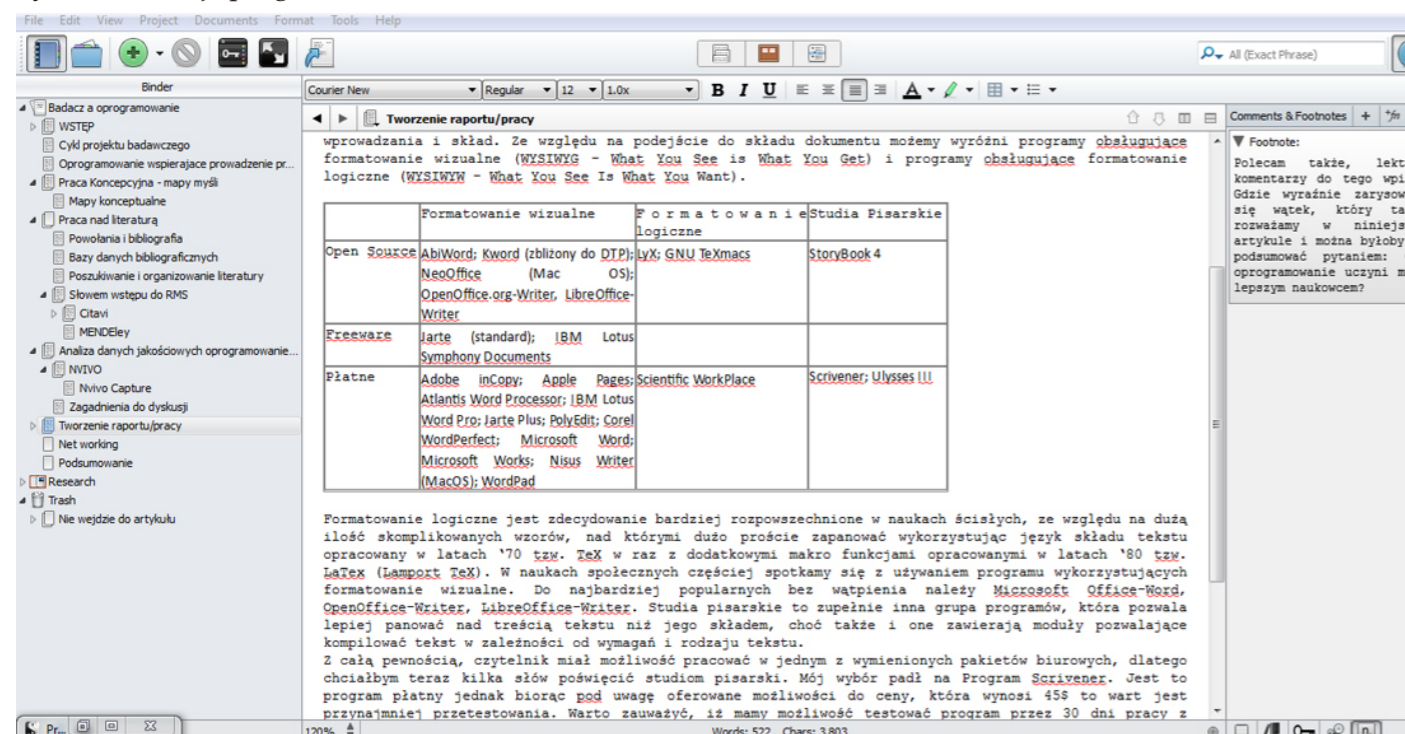 File Edit View Project Documents Format Tools Help
All (Exact Phrase)
Binder
Courier New Regular 12 1.0x B I U A
Badacz a oprogramowanie
WSTĘP
Cykl projektu badawczego
Oprogramowanie wspierajace prowadzenie pr...
Praca Koncepcyjna - mapy myśli
Mapy konceptualne
Praca nad literaturą
Powołania i bibliografia
Bazy danych bibliograficznych
Poszukiwanie i organizowanie literatury
Słowem wstępu do RMS
Citavi
MENDEley
Analiza danych jakościowych oprogramowanie...
NVIVO
Nvivo Capture
Zagadnienia do dyskusji
Tworzenie raportu/pracy
Net working
Podsumowanie
Research
Trash
Nie wejdzie do artykułu
Tworzenie raportu/pracy
wprowadzania i skład. Ze względu na podejście do składu dokumentu możemy wyróżni programy obsługujące
formatowanie wizualne (WYSIWYG - What You See is What You Get) i programy obsługujące formatowanie
logiczne (WYSIWYW - What You See Is What You Want).
Formatowanie wizualne
Formatowanie
logiczne
Studia Pisarskie
Open Source
AbiWord; Kword (zbliżony do DTP);
NeoOffice (Mac OS);
OpenOffice.org-Writer, LibreOffice-
Writer
LyX; GNU TeXmacs
StoryBook 4
Freeware
Jarte (standard); IBM Lotus
Symphony Documents
Płatne
Adobe inCopy; Apple Pages;
Atlantis Word Processor; IBM Lotus
Word Pro; Jarte Plus; PolyEdit; Corel
WordPerfect; Microsoft Word;
Microsoft Works; Nisus Writer
(MacOS); WordPad
Scientific WorkPlace
Scrivener; Ulysses III
Formatowanie logiczne jest zdecydowanie bardziej rozpowszechnione w naukach ścisłych, ze względu na dużą
ilość skomplikowanych wzorów, nad którymi dużo proście zapanować wykorzystując język składu tekstu
opracowany w latach '70 tzw. TeX w raz z dodatkowymi makro funkcjami opracowanymi w latach '80 tzw.
LaTex (Lamport TeX). W naukach społecznych częściej spotkamy się z używaniem programu wykorzystujących
formatowanie wizualne. Do najbardziej popularnych bez wątpienia należy Microsoft Office-Word,
OpenOffice-Writer, LibreOffice-Writer. Studia pisarskie to zupełnie inna grupa programów, która pozwala
lepiej panować nad treścią tekstu niż jego składem, choć także i one zawierają moduły pozwalające
kompilować tekst w zależności od wymagań i rodzaju tekstu.
Z całą pewnością, czytelnik miał możliwość pracować w jednym z wymienionych pakietów biurowych, dlatego
chciałbym teraz kilka słów poświęcić studiom pisarski. Mój wybór padł na Program Scrivener. Jest to
program płatny jednak biorąc pod uwagę oferowane możliwości do ceny, która wynosi 45$ to wart jest
przynajmniej przetestowania. Warto zauważyć, iż mamy możliwość testować program przez 30 dni pracy z
Comments & Footnotes
Footnote:
Polecam także, lekt
komentarzy do tego wpi
Gdzie wyraźnie zarysow
się wątek, który ta
rozważamy w niniejs
artykule i można byłoby
podsumować pytaniem:
oprogramowanie uczyni m
lepszym naukowcem?
Pr...
120%
Words: 522 Chars: 3,803